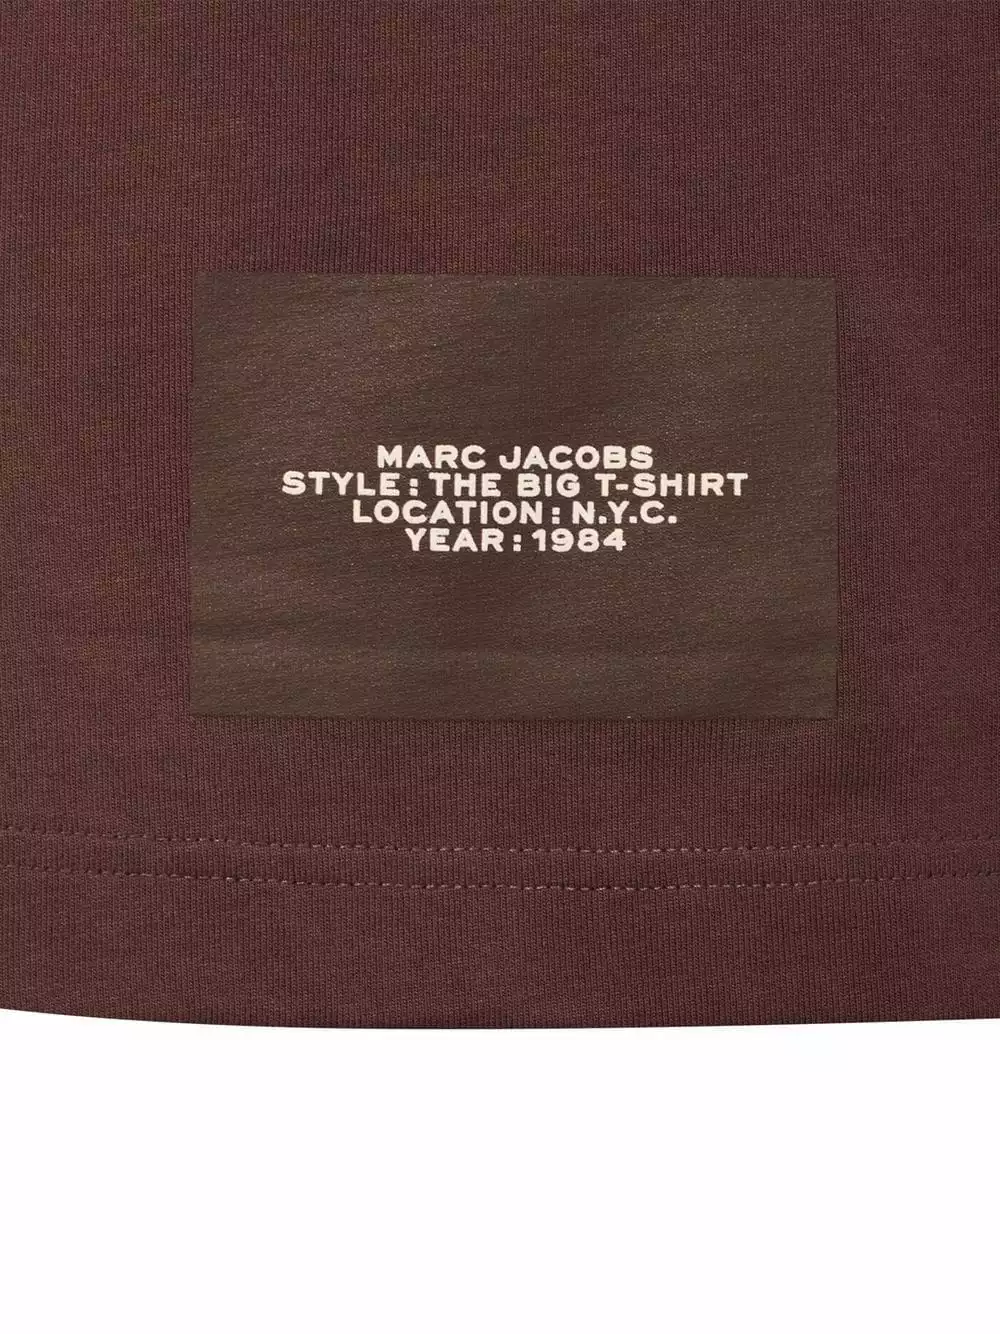 MARC JACOBS
STYLE: THE BIG T-SHIRT
LOCATION: N.Y.C.
YEAR: 1984